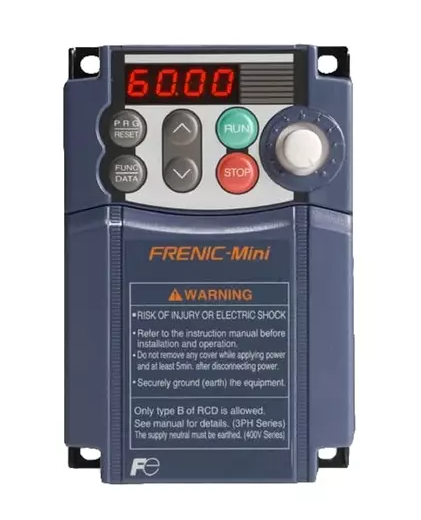 60.00
PRG
RESET
RUN
FUNC
DATA
STOP
FRENIC-Mini
⚠WARNING
•RISK OF INJURY OR ELECTRIC SHOCK
•Refer to the instruction manual before
installation and operation.
•Do not remove any cover while applying power
and at least 5min. after disconnecting power.
•Securely ground (earth) the equipment.
Only type B of RCD is allowed.
See manual for details. (3PH Series)
The supply neutral must be earthed. (400V Series)
Fe